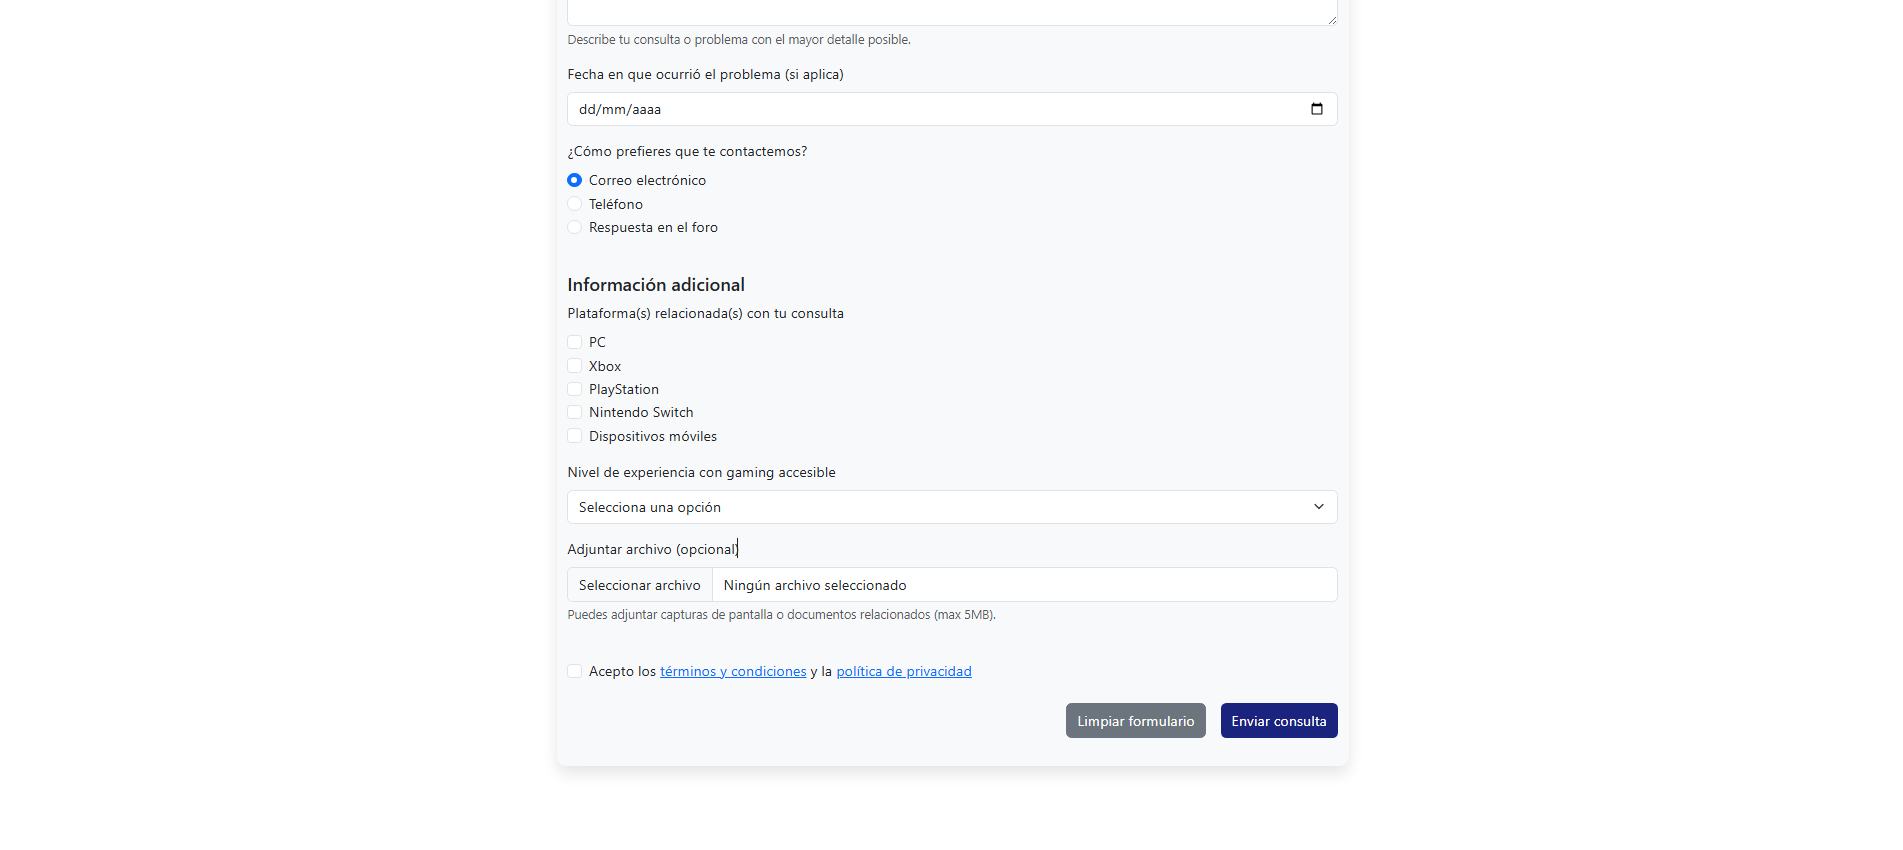 Describe tu consulta o problema con el mayor detalle posible.
Fecha en que ocurrió el problema (si aplica)
dd/mm/aaaa
¿Cómo prefieres que te contactemos?
Correo electrónico
Teléfono
Respuesta en el foro
Información adicional
Plataforma(s) relacionada(s) con tu consulta
PC
Xbox
PlayStation
Nintendo Switch
Dispositivos móviles
Nivel de experiencia con gaming accesible
Selecciona una opción
Adjuntar archivo (opcional)
Seleccionar archivo Ningún archivo seleccionado
Puedes adjuntar capturas de pantalla o documentos relacionados (max 5MB).
Acepto los términos y condiciones y la política de privacidad
Limpiar formulario Enviar consulta